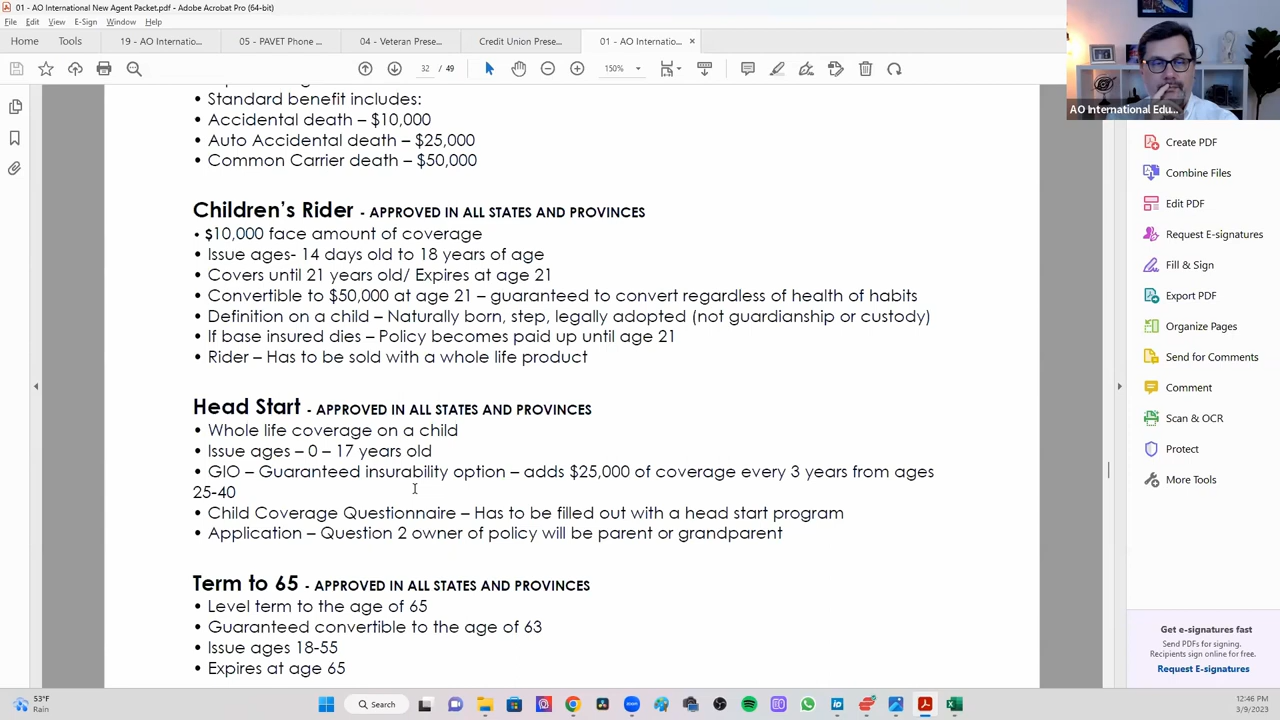 01 - AO International New Agent Packet.pdf - Adobe Acrobat Pro (64-bit)
File Edit View E-Sign Window Help
Home Tools 19 - AO Internatio... 05 - PAVET Phone ... 04 - Veteran Prese... Credit Union Prese... 01 - AO Internatio... ×
32 / 49 150%
• Standard benefit includes:
• Accidental death – $10,000
• Auto Accidental death – $25,000
• Common Carrier death – $50,000
Children's Rider - APPROVED IN ALL STATES AND PROVINCES
• $10,000 face amount of coverage
• Issue ages- 14 days old to 18 years of age
• Covers until 21 years old/ Expires at age 21
• Convertible to $50,000 at age 21 – guaranteed to convert regardless of health of habits
• Definition on a child – Naturally born, step, legally adopted (not guardianship or custody)
• If base insured dies – Policy becomes paid up until age 21
• Rider – Has to be sold with a whole life product
Head Start - APPROVED IN ALL STATES AND PROVINCES
• Whole life coverage on a child
• Issue ages – 0 – 17 years old
• GIO – Guaranteed insurability option – adds $25,000 of coverage every 3 years from ages
25-40
• Child Coverage Questionnaire – Has to be filled out with a head start program
• Application – Question 2 owner of policy will be parent or grandparent
Term to 65 - APPROVED IN ALL STATES AND PROVINCES
• Level term to the age of 65
• Guaranteed convertible to the age of 63
• Issue ages 18-55
• Expires at age 65
AO International Edu...
Create PDF
Combine Files
Edit PDF
Request E-signatures
Fill & Sign
Export PDF
Organize Pages
Send for Comments
Comment
Scan & OCR
Protect
More Tools
Get e-signatures fast
Send PDFs for signing.
Recipients sign online for free.
Request E-signatures
53°F
Rain
Search
12:46 PM
3/9/2023